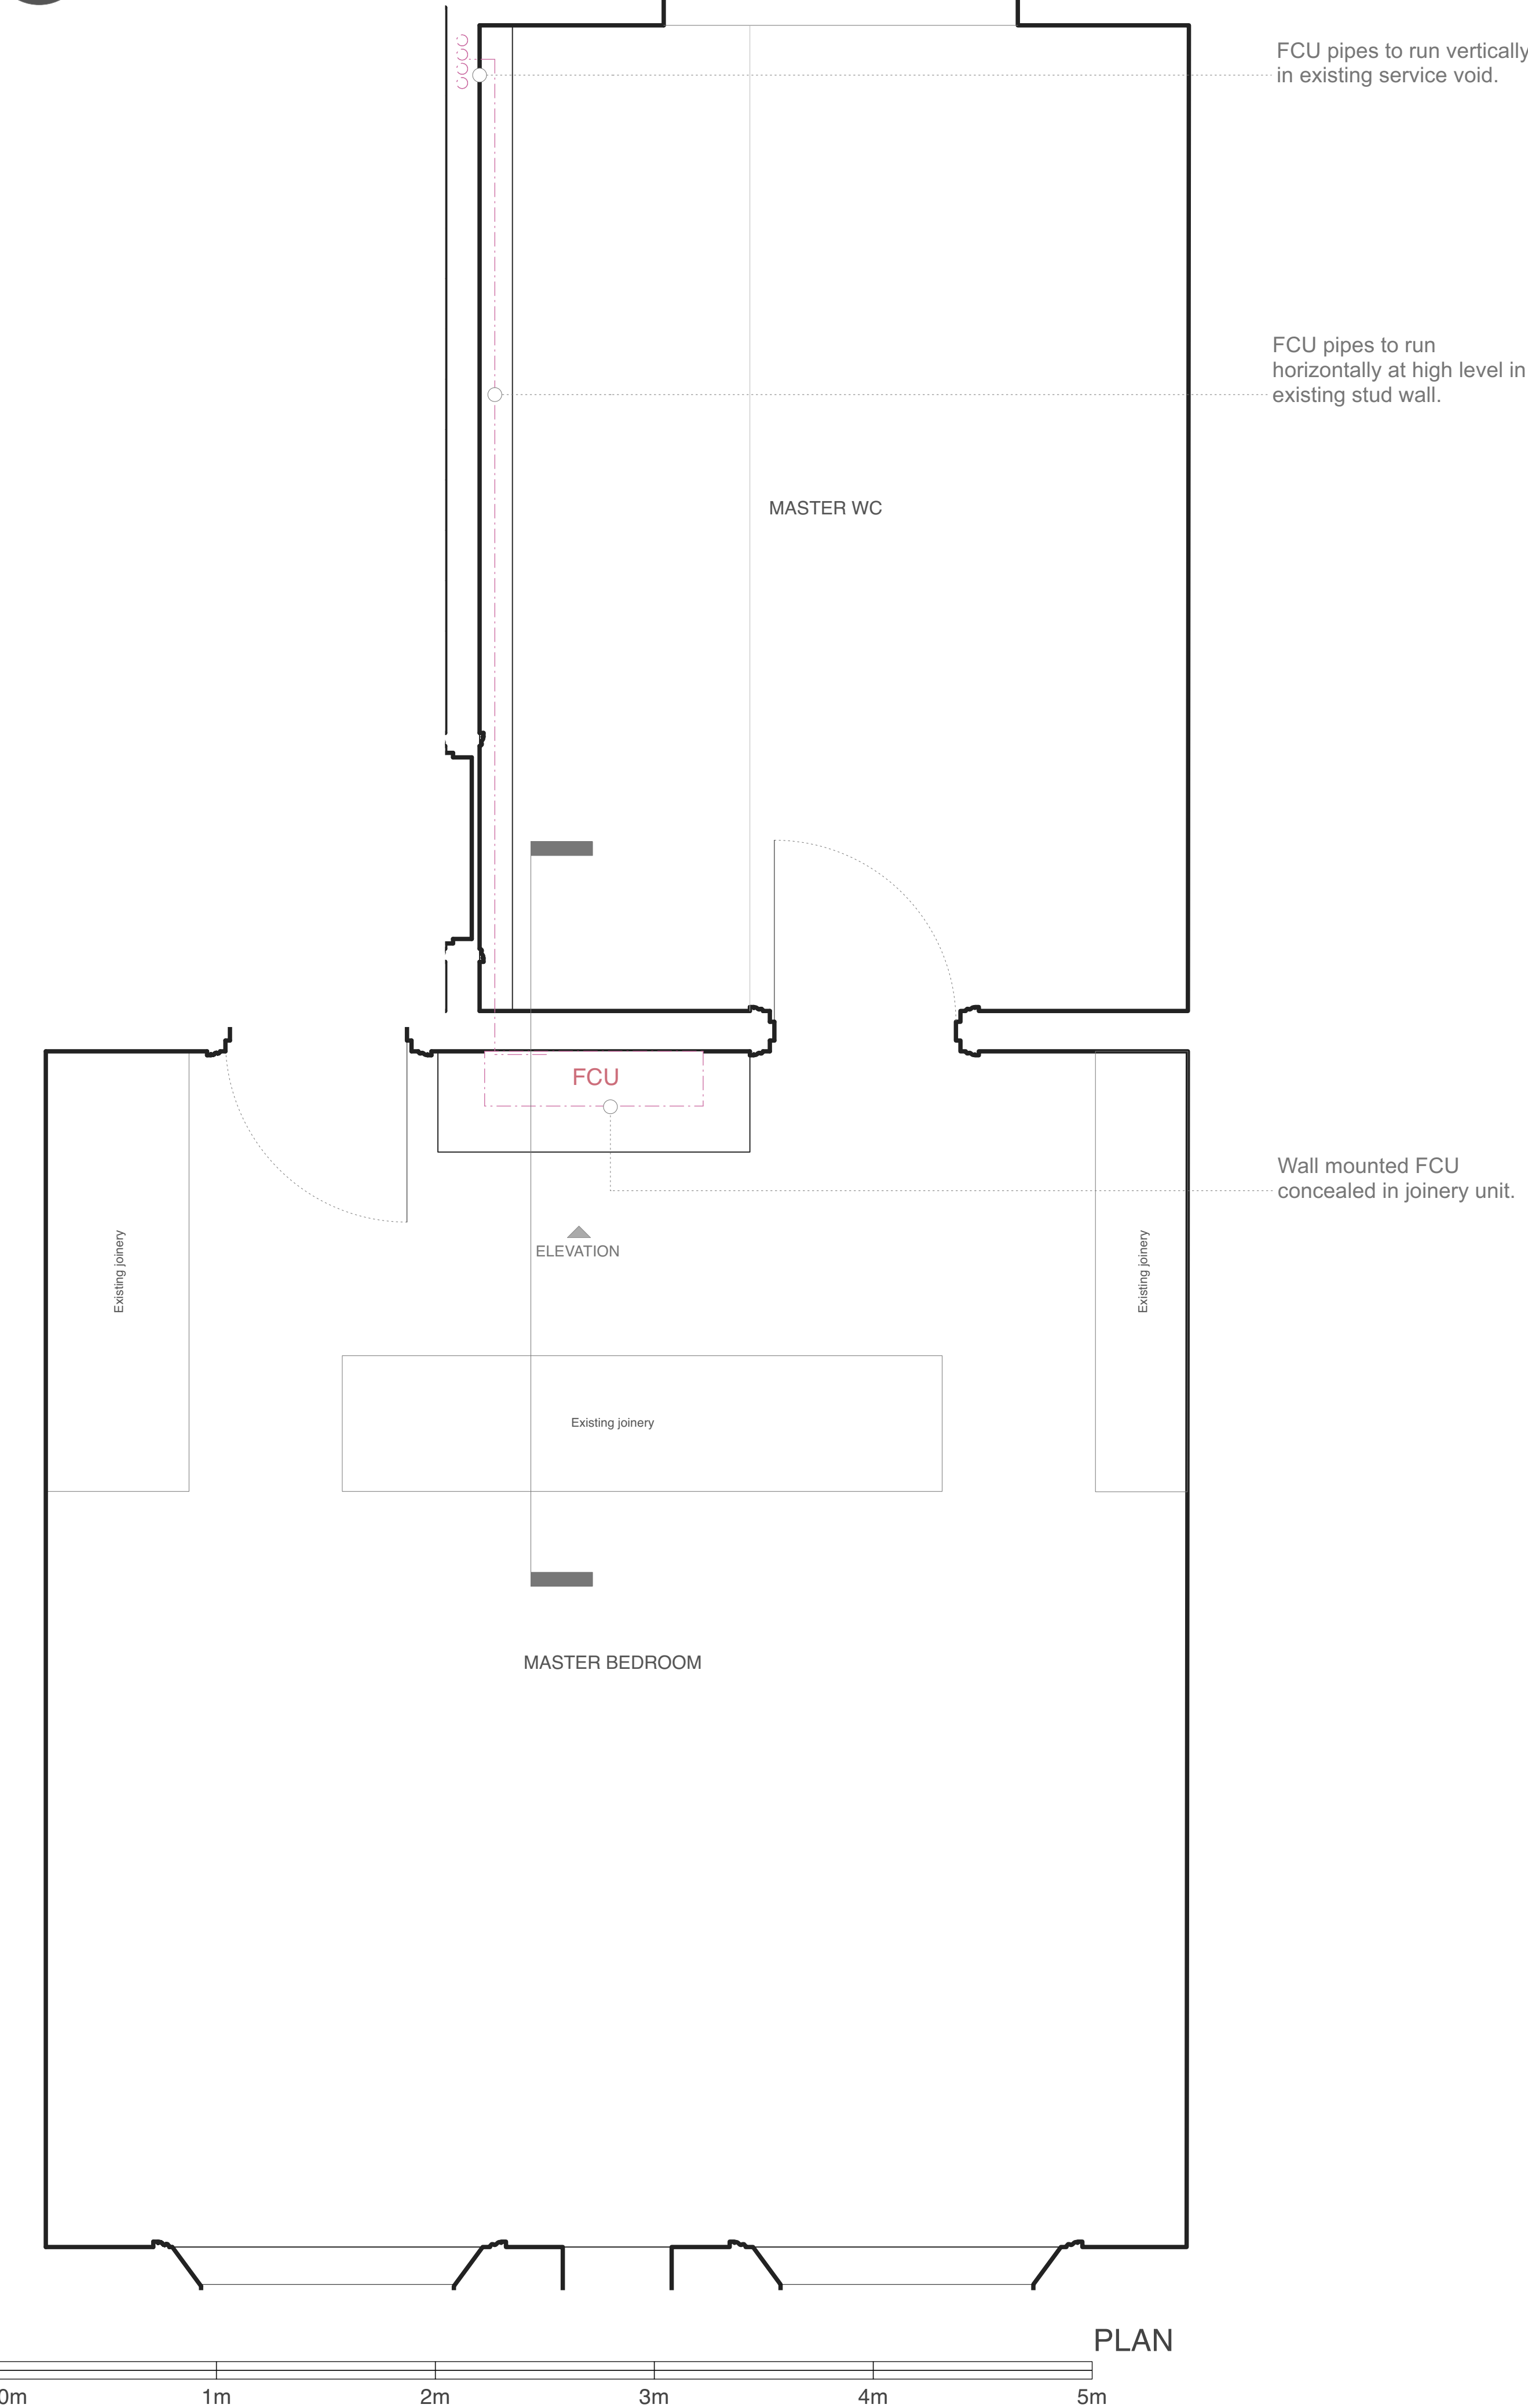 FCU pipes to run vertically
in existing service void.
FCU pipes to run
horizontally at high level in
existing stud wall.
MASTER WC
FCU
Wall mounted FCU
concealed in joinery unit.
ELEVATION
Existing joinery
Existing joinery
Existing joinery
MASTER BEDROOM
PLAN
0m 1m 2m 3m 4m 5m